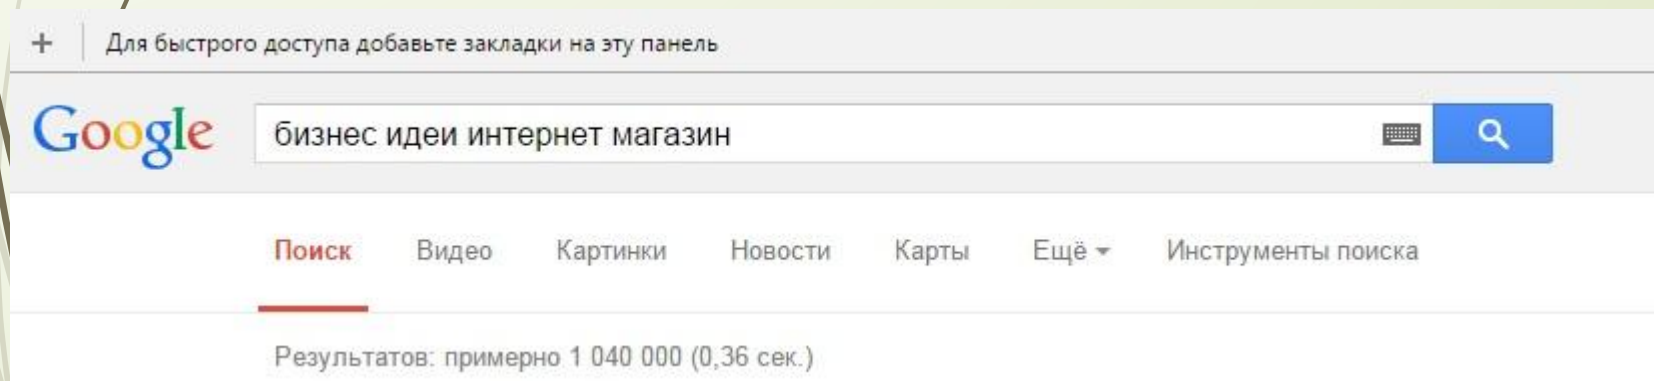 + Для быстрого доступа добавьте закладки на эту панель
Google бизнес идеи интернет магазин
Поиск Видео Картинки Новости Карты Ещё Инструменты поиска
Результатов: примерно 1 040 000 (0,36 сек.)